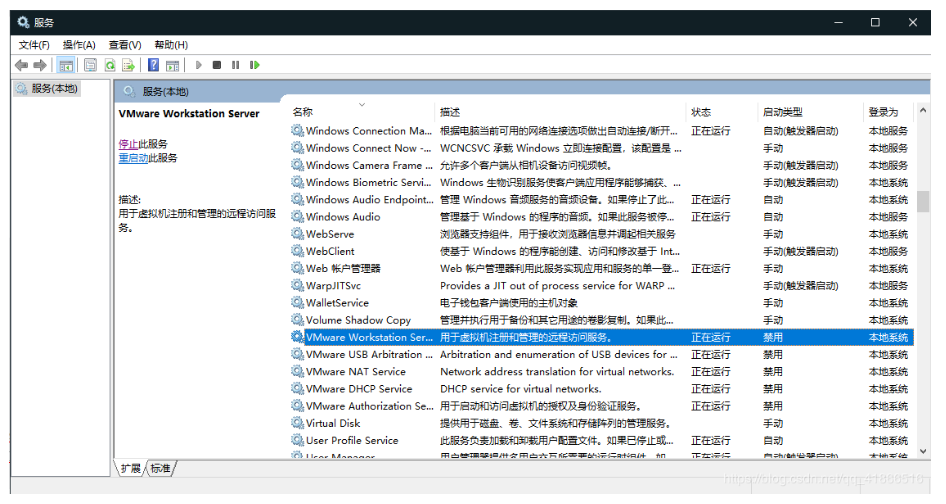 服务
文件(F) 操作(A) 查看(V) 帮助(H)
服务(本地)
服务(本地)
VMware Workstation Server
停止此服务
重启动此服务
描述:
用于虚拟机注册和管理的远程访问服
务。
名称 描述 状态 启动类型 登录为
Windows Connection Ma... 根据电脑当前可用的网络连接选项做出自动连接/断开... 正在运行 自动(触发器启动) 本地服务
Windows Connect Now -... WCNCSVC 承载 Windows 立即连接配置，该配置是 ... 手动 本地服务
Windows Camera Frame ... 允许多个客户端从相机设备访问视频帧。 手动(触发器启动) 本地服务
Windows Biometric Servi... Windows 生物识别服务使客户端应用程序能够捕获、... 手动(触发器启动) 本地系统
Windows Audio Endpoint... 管理 Windows 音频服务的音频设备。如果停止了此... 正在运行 自动 本地系统
Windows Audio 管理基于 Windows 的程序的音频。如果此服务被停... 正在运行 自动 本地服务
WebServe 浏览器支持组件，用于接收浏览器信息并调起相关服务 手动 本地系统
WebClient 使基于 Windows 的程序能创建、访问和修改基于 Int... 手动(触发器启动) 本地服务
Web 帐户管理器 Web 帐户管理器利用此服务实现应用和服务的单一登... 正在运行 手动 本地系统
WarpJITSvc Provides a JIT out of process service for WARP ... 手动(触发器启动) 本地服务
WalletService 电子钱包客户端使用的主机对象 手动 本地系统
Volume Shadow Copy 管理并执行用于备份和其它用途的卷影复制。如果此... 手动 本地系统
VMware Workstation Ser... 用于虚拟机注册和管理的远程访问服务。 正在运行 禁用 本地系统
VMware USB Arbitration ... Arbitration and enumeration of USB devices for ... 正在运行 禁用 本地系统
VMware NAT Service Network address translation for virtual networks. 正在运行 禁用 本地系统
VMware DHCP Service DHCP service for virtual networks. 正在运行 禁用 本地系统
VMware Authorization Se... 用于启动和访问虚拟机的授权及身份验证服务。 正在运行 禁用 本地系统
Virtual Disk 提供用于磁盘、卷、文件系统和存储阵列的管理服务。 手动 本地系统
User Profile Service 此服务负责加载和卸载用户配置文件。如果已停止或... 正在运行 自动 本地系统
User Manager 用户管理器提供多用户交互所需要的运行时组件。如... 正在运行 自动(触发器启动) 本地系统
扩展 标准
https://blog.csdn.net/qq_41866516